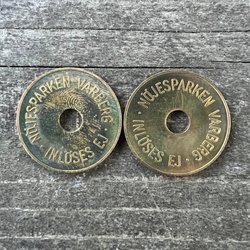 · NÖJESPARKEN VARBERG ·
INLÖSES EJ
· NÖJESPARKEN VARBERG ·
INLÖSES EJ